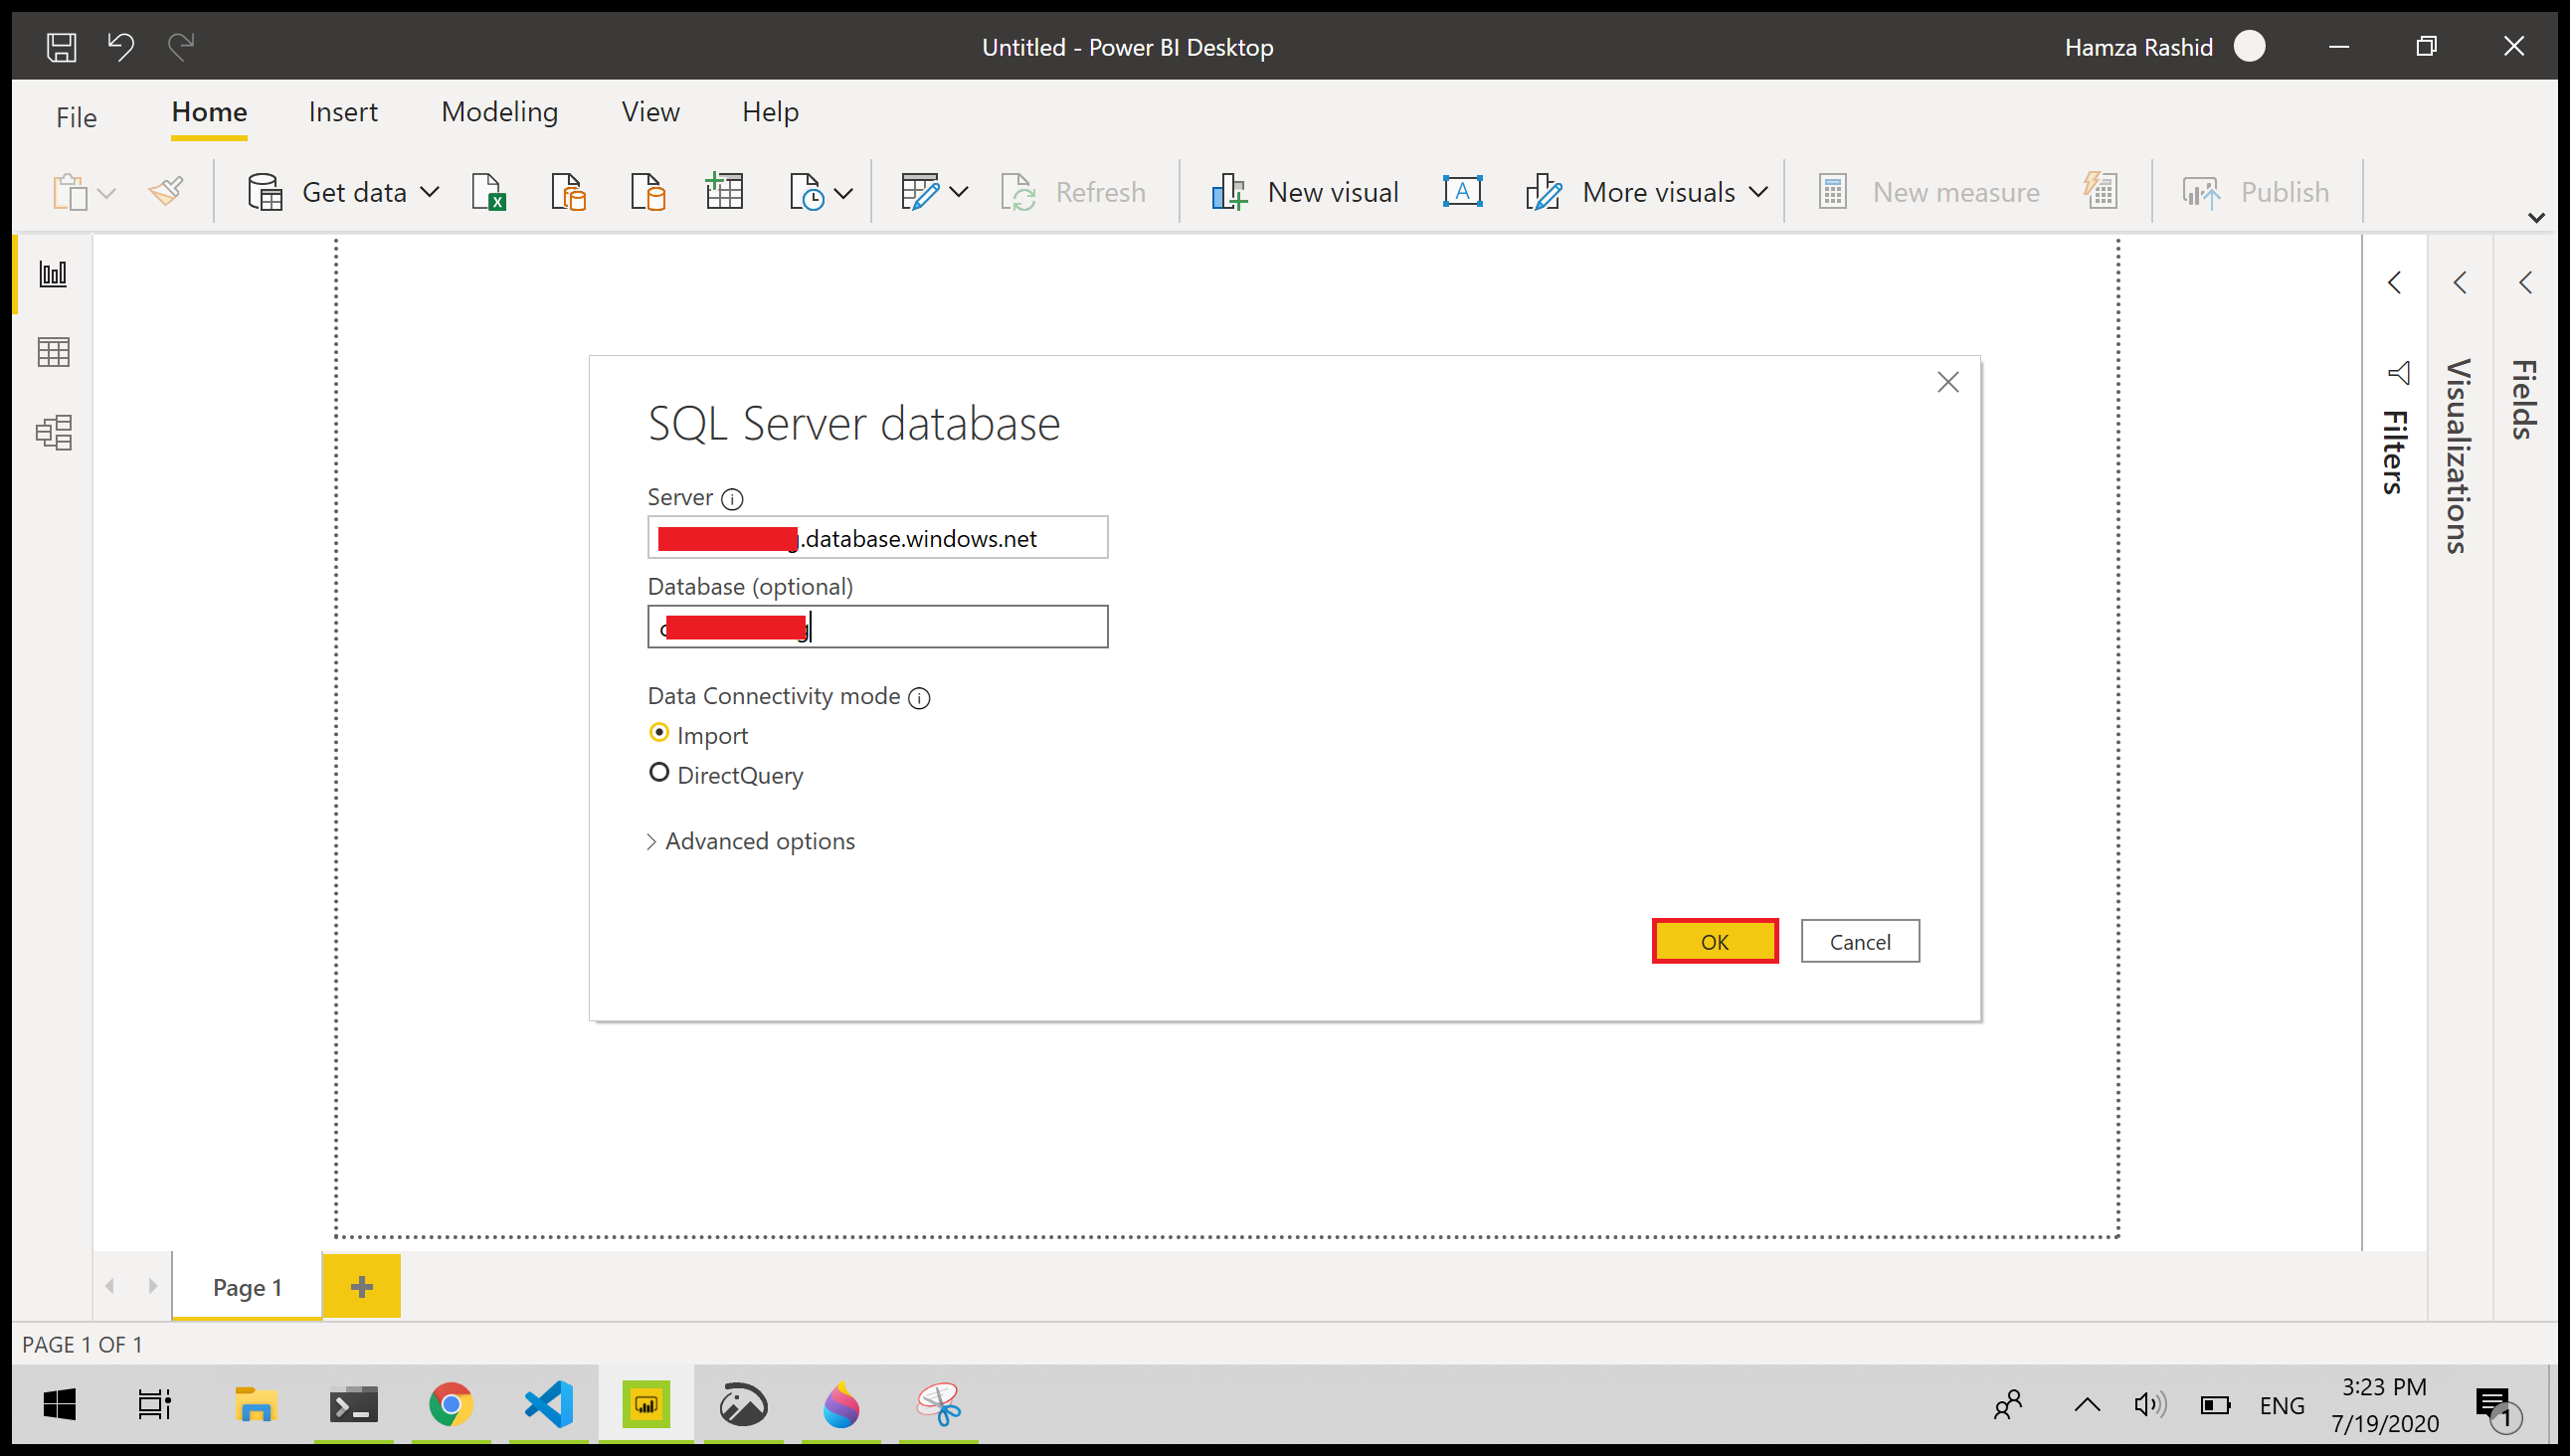 Untitled - Power BI Desktop
Hamza Rashid
File
Home
Insert
Modeling
View
Help
Get data
Refresh
New visual
More visuals
New measure
Publish
SQL Server database
Server
.database.windows.net
Database (optional)
Data Connectivity mode
Import
DirectQuery
Advanced options
OK
Cancel
Filters
Visualizations
Fields
Page 1
PAGE 1 OF 1
ENG
3:23 PM
7/19/2020
1